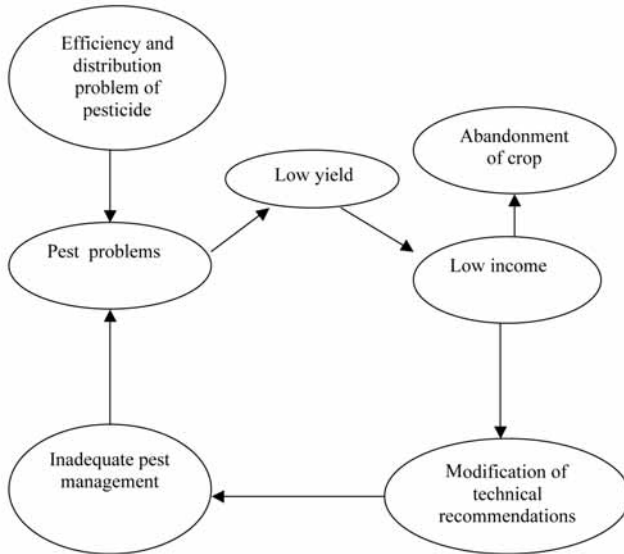 Efficiency and
distribution
problem of
pesticide
Abandonment
of crop
Low yield
Pest problems
Low income
Inadequate pest
management
Modification of
technical
recommendations